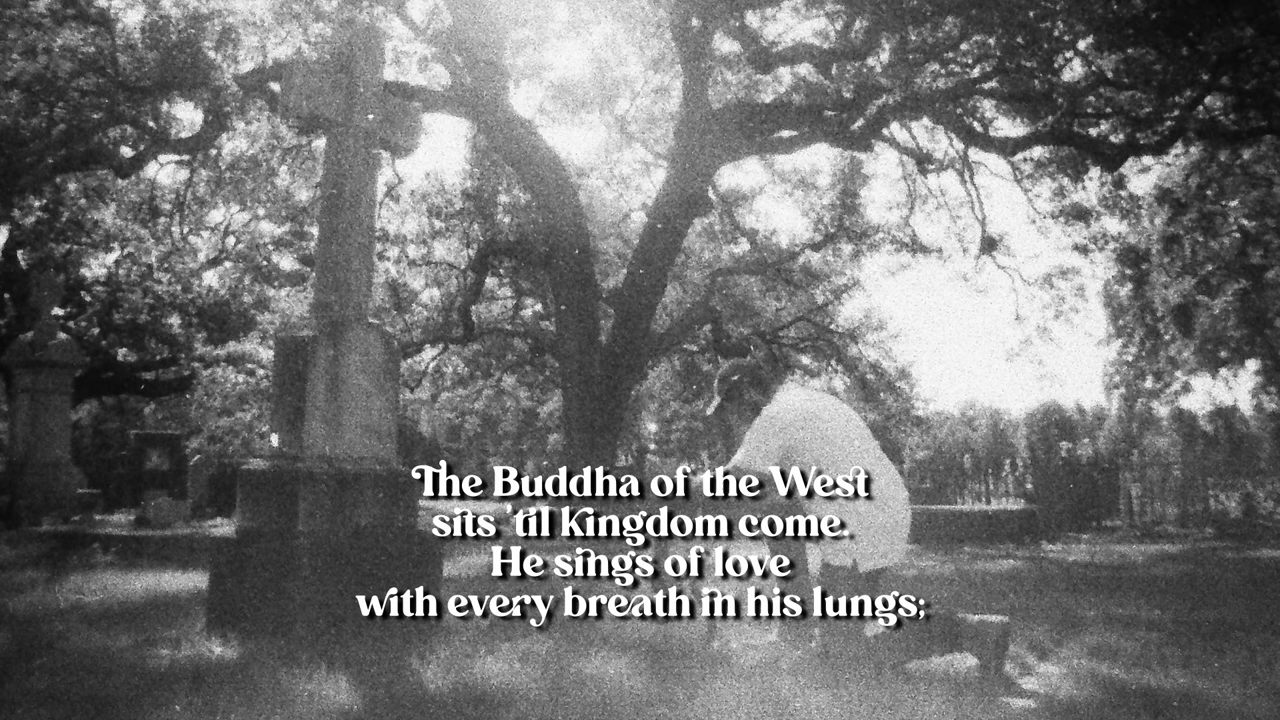 The Buddha of the West
sits 'til kingdom come.
He sings of love
with every breath in his lungs;